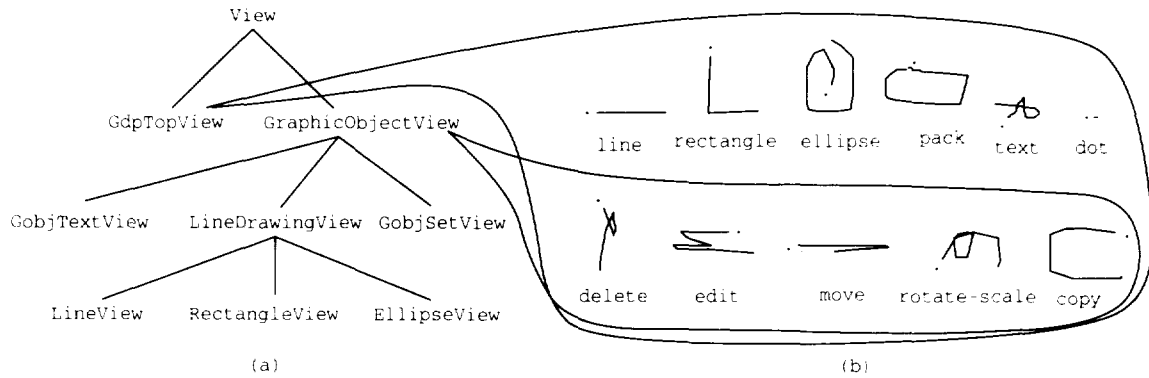 View
GdpTopView GraphicObjectView
line rectangle ellipse pack text dot
GobjTextView LineDrawingView GobjSetView
delete edit move rotate-scale copy
LineView RectangleView EllipseView
(a) (b)